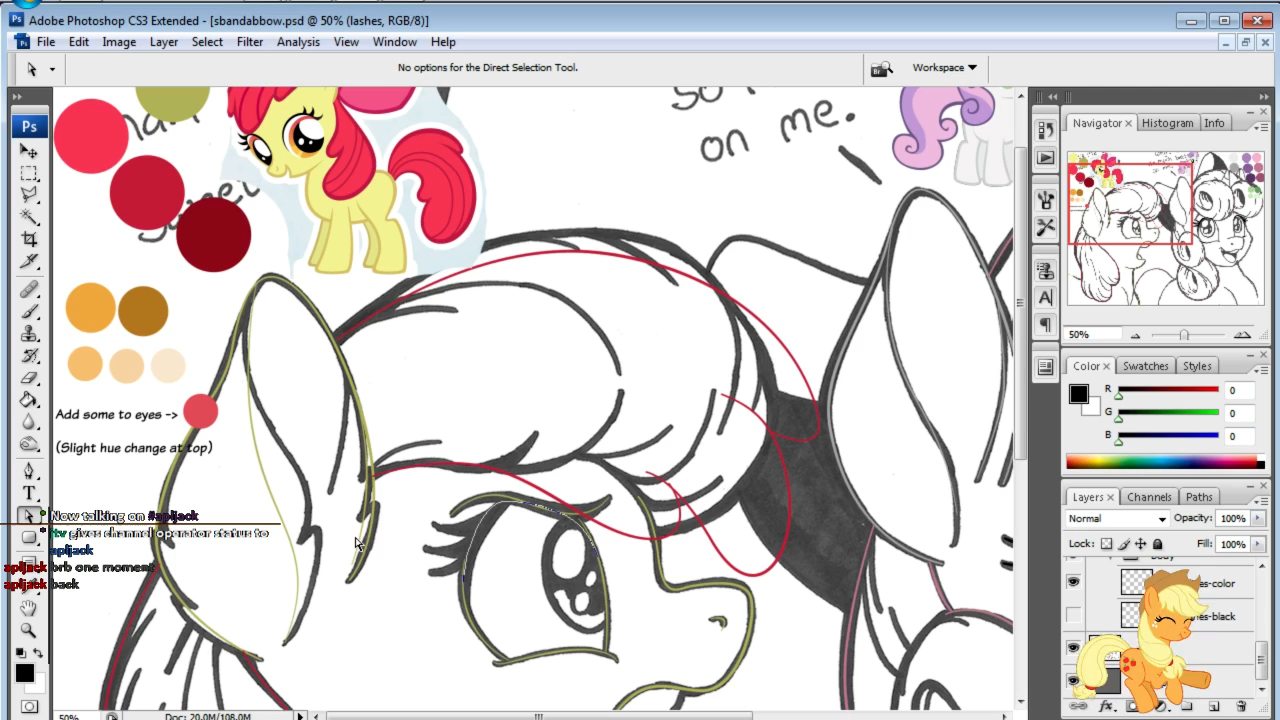 Adobe Photoshop CS3 Extended - [sbandabbow.psd @ 50% (lashes, RGB/8)]
File Edit Image Layer Select Filter Analysis View Window Help
No options for the Direct Selection Tool.
Workspace
Ps
on me.
Navigator Histogram Info
50%
Color Swatches Styles
R 0
G 0
B 0
Add some to eyes ->
(Slight hue change at top)
Layers Channels Paths
Normal Opacity: 100%
Lock: Fill: 100%
es-color
es-black
Now talking on #apljack
jtv gives channel operator status to
apljack
apljack brb one moment
apljack back
50% Doc: 20.0M/108.0M